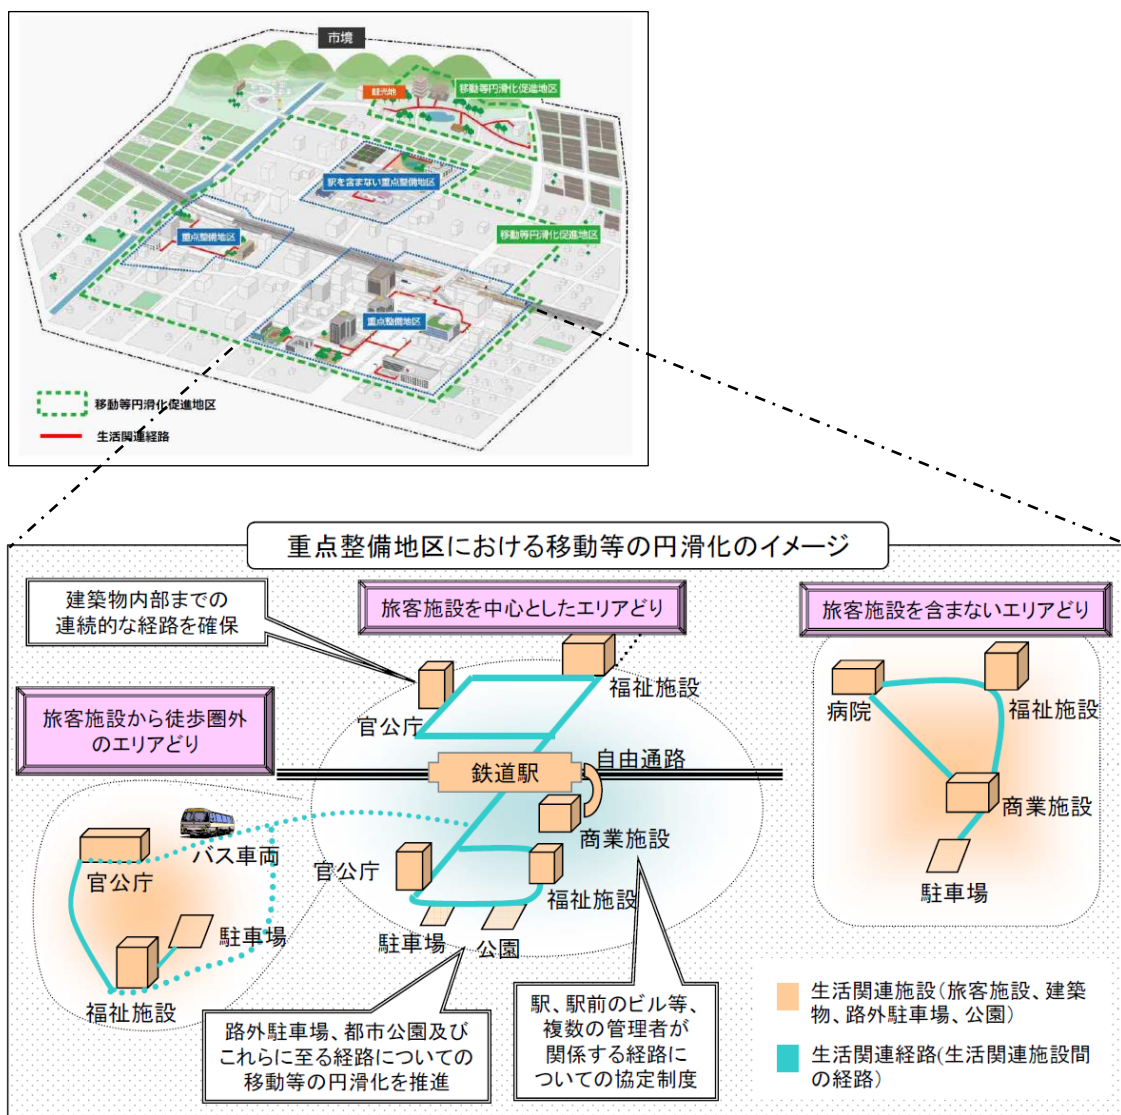 市境
観光地
移動等円滑化促進地区
駅を含まない重点整備地区
重点整備地区
移動等円滑化促進地区
重点整備地区
移動等円滑化促進地区
生活関連経路
重点整備地区における移動等の円滑化のイメージ
建築物内部までの
連続的な経路を確保
旅客施設を中心としたエリアどり
旅客施設を含まないエリアどり
旅客施設から徒歩圏外
のエリアどり
福祉施設
官公庁
病院
福祉施設
自由通路
鉄道駅
商業施設
商業施設
バス車両
官公庁
官公庁
福祉施設
駐車場
駐車場
駐車場
公園
福祉施設
路外駐車場、都市公園及び
これらに至る経路についての
移動等の円滑化を推進
駅、駅前のビル等、
複数の管理者が
関係する経路に
ついての協定制度
生活関連施設(旅客施設、建築
物、路外駐車場、公園)
生活関連経路(生活関連施設間
の経路)